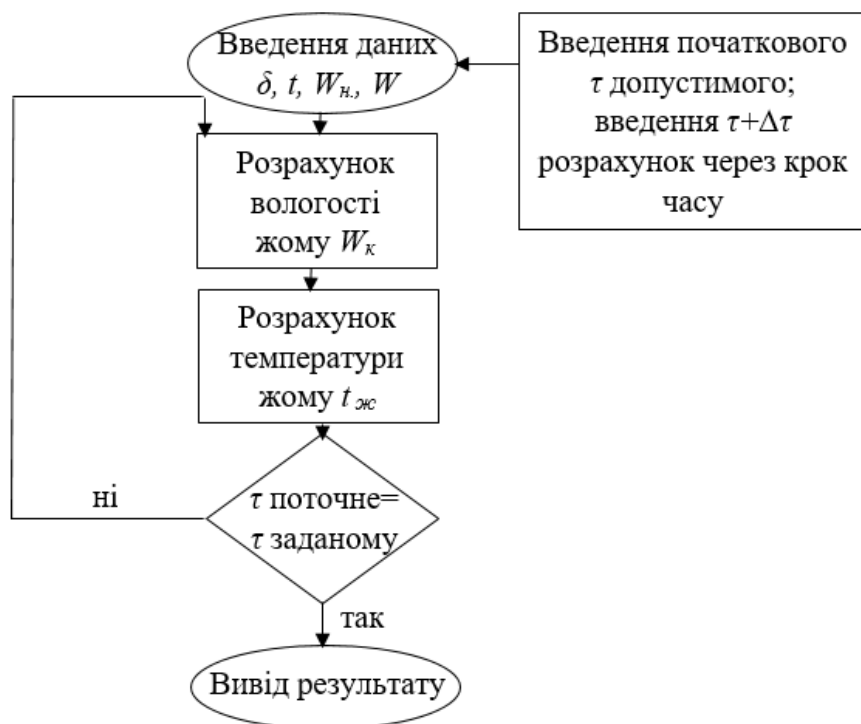 Введення даних
δ, t, Wн., W
Введення початкового
τ допустимого;
введення τ+Δτ
розрахунок через крок
часу
Розрахунок
вологості
жому Wк
Розрахунок
температури
жому tж
τ поточне=
τ заданому
ні
так
Вивід результату